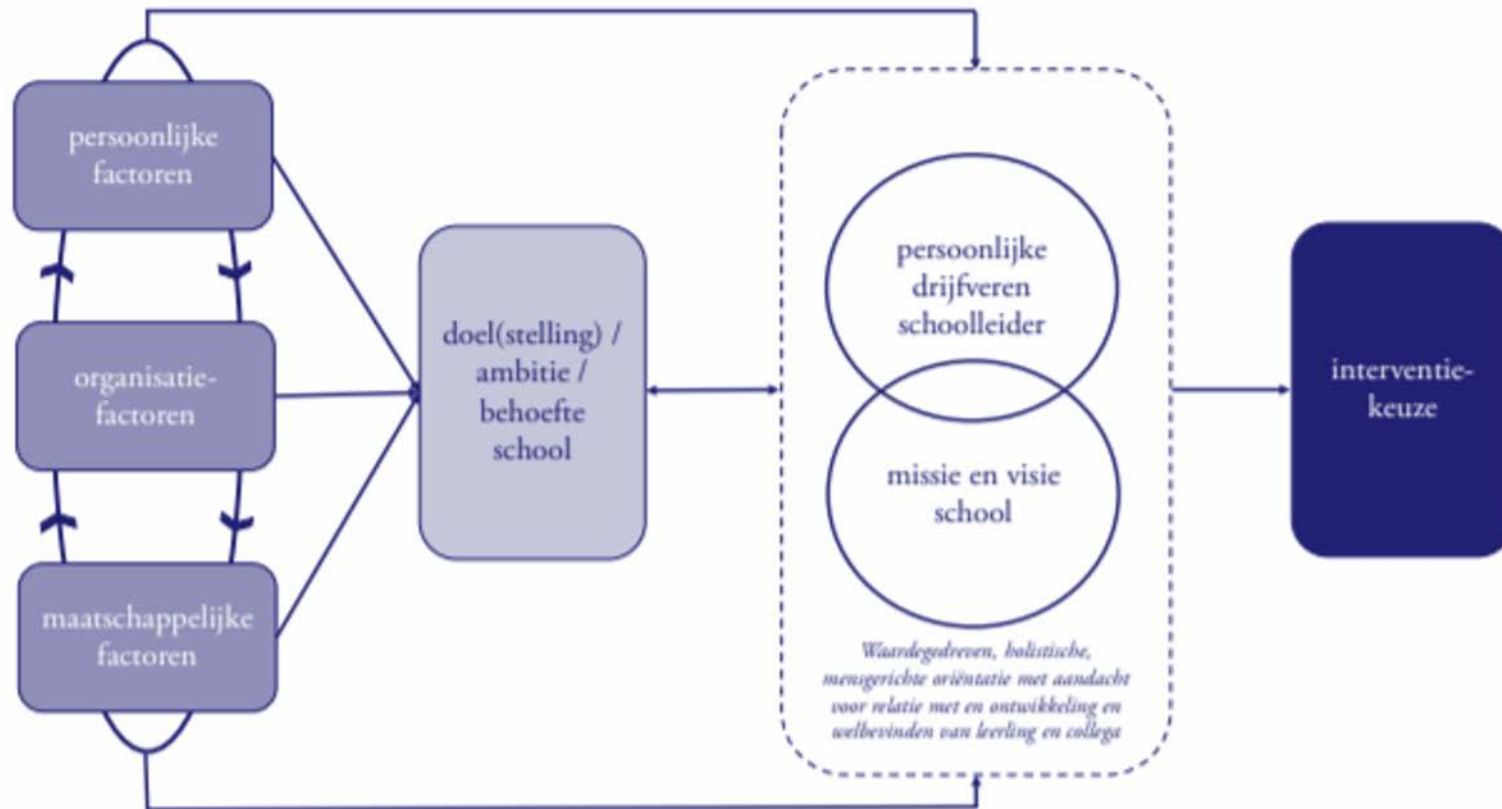 persoonlijke
factoren
organisatie-
factoren
maatschappelijke
factoren
doel(stelling) /
ambitie /
behoefte
school
persoonlijke
drijfveren
schoolleider
missie en visie
school
Waardegedreven, holistische,
mensgerichte oriëntatie met aandacht
voor relatie met en ontwikkeling en
welbevinden van leerling en collega
interventie-
keuze